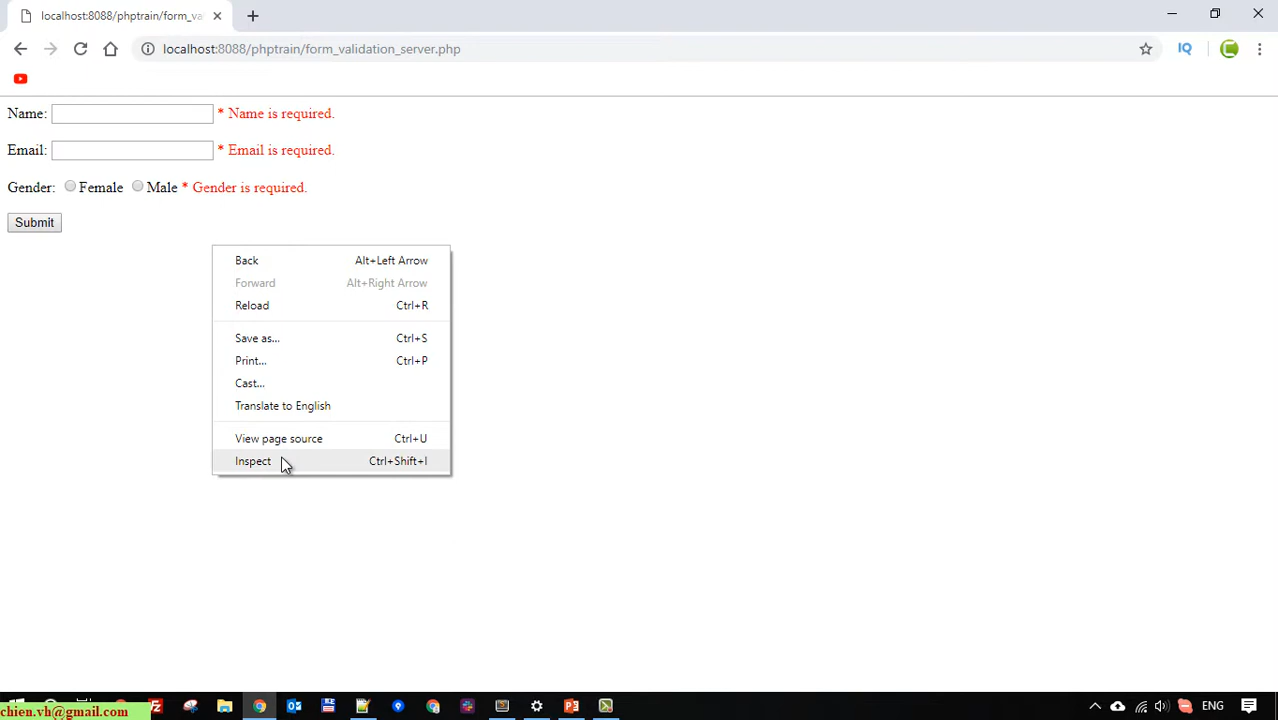 localhost:8088/phptrain/form_va
localhost:8088/phptrain/form_validation_server.php
IQ
Name: * Name is required.
Email: * Email is required.
Gender: Female Male * Gender is required.
Submit
Back Alt+Left Arrow
Forward Alt+Right Arrow
Reload Ctrl+R
Save as... Ctrl+S
Print... Ctrl+P
Cast...
Translate to English
View page source Ctrl+U
Inspect Ctrl+Shift+I
ENG
chien.vh@gmail.com